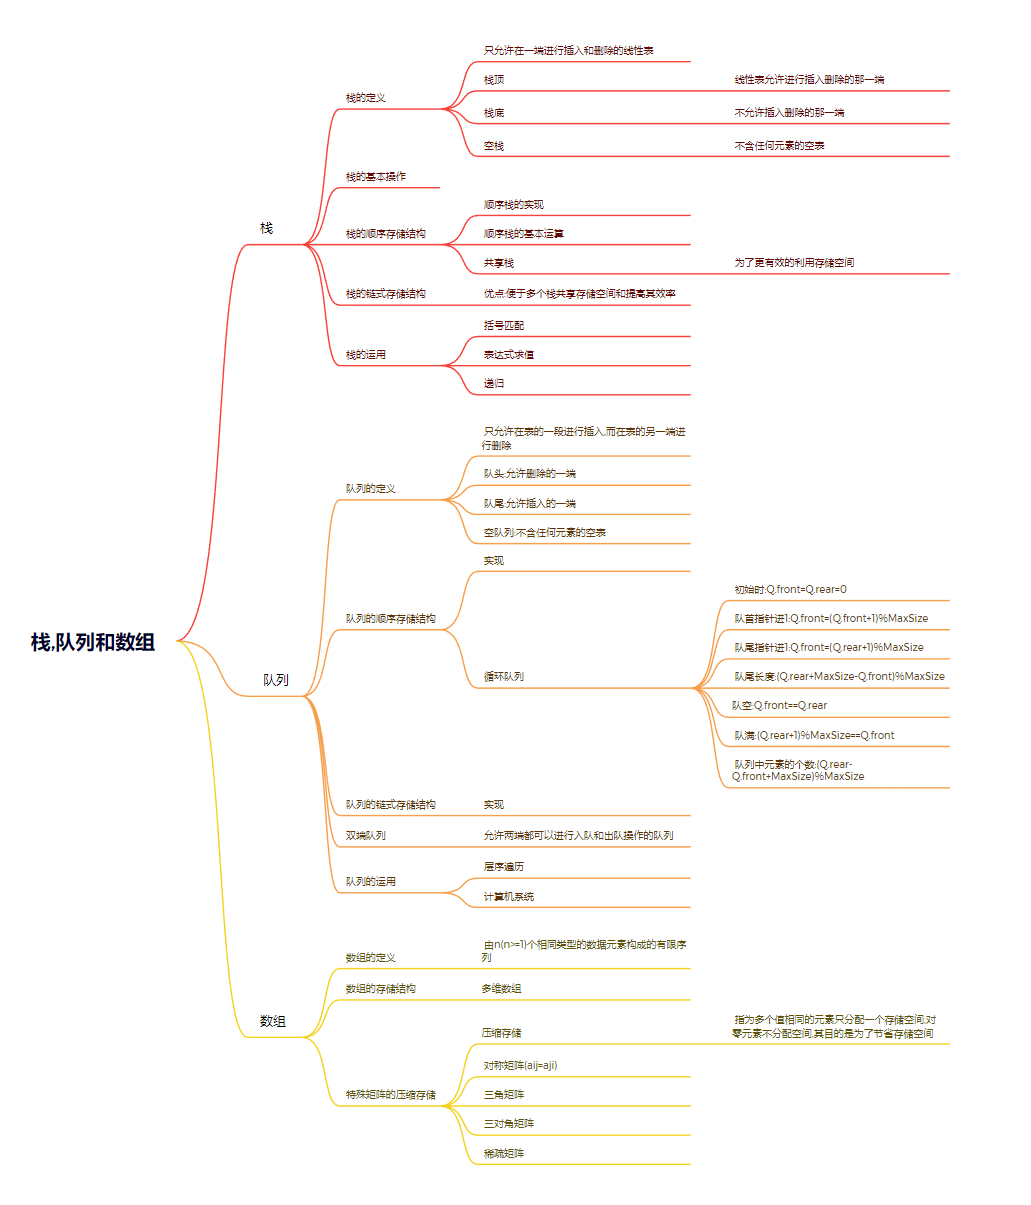 栈,队列和数组
栈
栈的定义
只允许在一端进行插入和删除的线性表
栈顶
线性表允许进行插入删除的那一端
栈底
不允许插入删除的那一端
空栈
不含任何元素的空表
栈的基本操作
栈的顺序存储结构
顺序栈的实现
顺序栈的基本运算
共享栈
为了更有效的利用存储空间
栈的链式存储结构
优点:便于多个栈共享存储空间和提高其效率
栈的运用
括号匹配
表达式求值
递归
队列
队列的定义
只允许在表的一段进行插入,而在表的另一端进
行删除
队头:允许删除的一端
队尾:允许插入的一端
空队列:不含任何元素的空表
队列的顺序存储结构
实现
循环队列
初始时:Q.front=Q.rear=0
队首指针进1:Q.front=(Q.front+1)%MaxSize
队尾指针进1:Q.front=(Q.rear+1)%MaxSize
队尾长度:(Q.rear+MaxSize-Q.front)%MaxSize
队空:Q.front==Q.rear
队满:(Q.rear+1)%MaxSize==Q.front
队列中元素的个数:(Q.rear-
Q.front+MaxSize)%MaxSize
队列的链式存储结构
实现
双端队列
允许两端都可以进行入队和出队操作的队列
队列的运用
层序遍历
计算机系统
数组
数组的定义
由n(n>=1)个相同类型的数据元素构成的有限序
列
数组的存储结构
多维数组
特殊矩阵的压缩存储
压缩存储
指为多个值相同的元素只分配一个存储空间,对
零元素不分配空间,其目的是为了节省存储空间
对称矩阵(aij=aji)
三角矩阵
三对角矩阵
稀疏矩阵